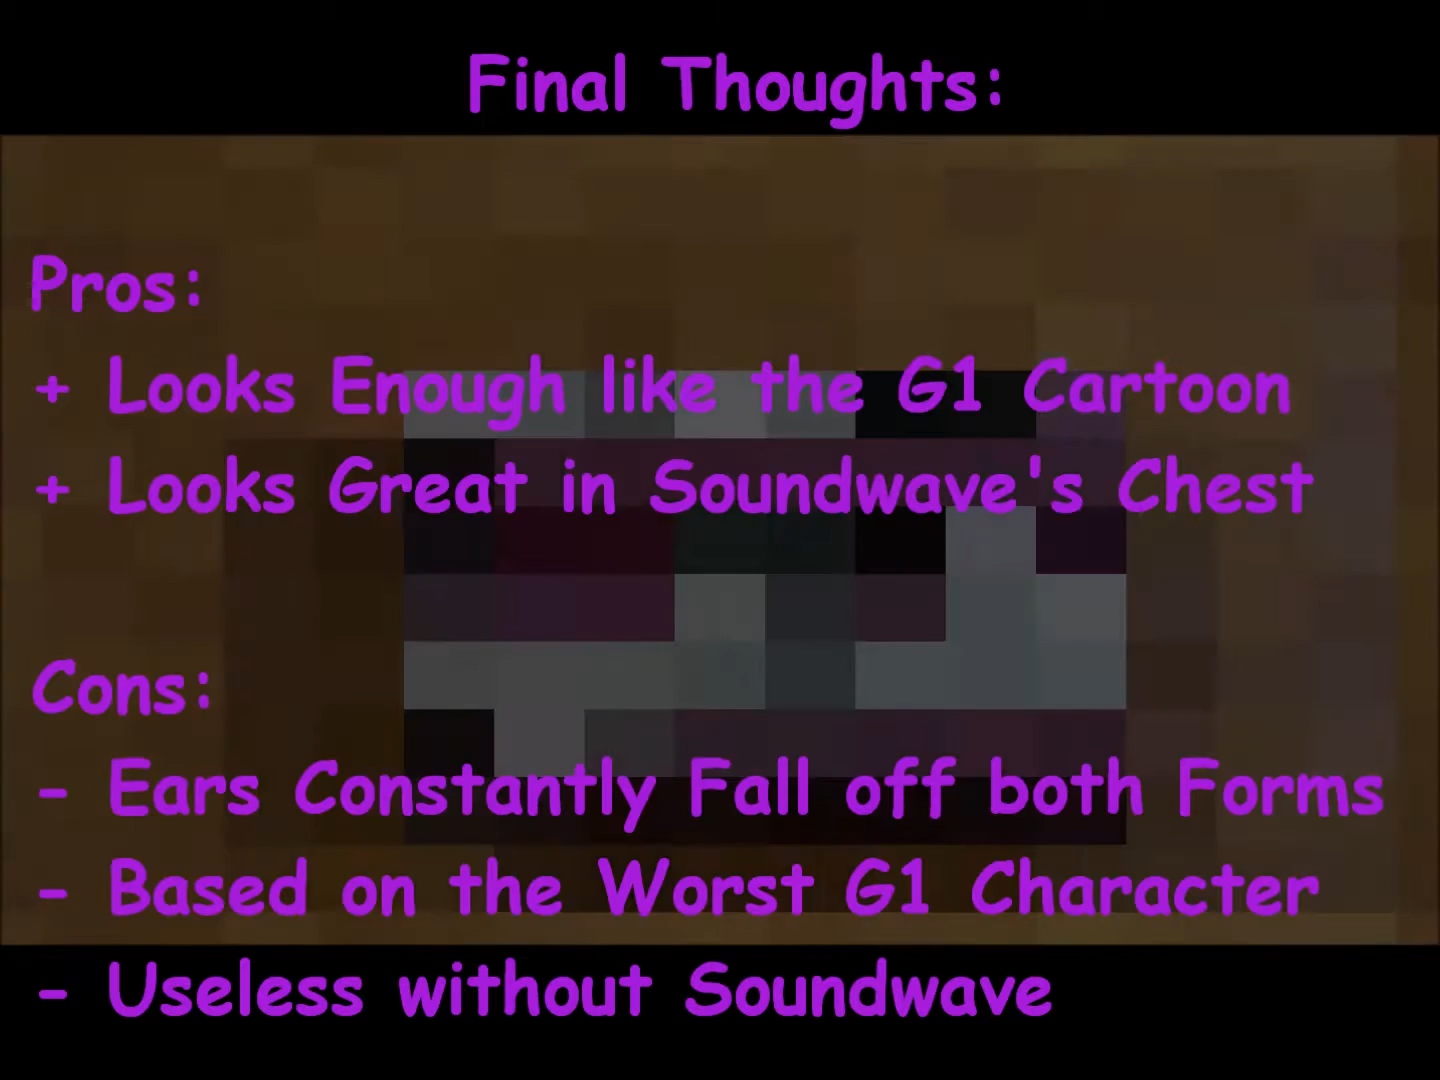 Final Thoughts:
Pros:
+ Looks Enough like the G1 Cartoon
+ Looks Great in Soundwave's Chest
Cons:
- Ears Constantly Fall off both Forms
- Based on the Worst G1 Character
- Useless without Soundwave